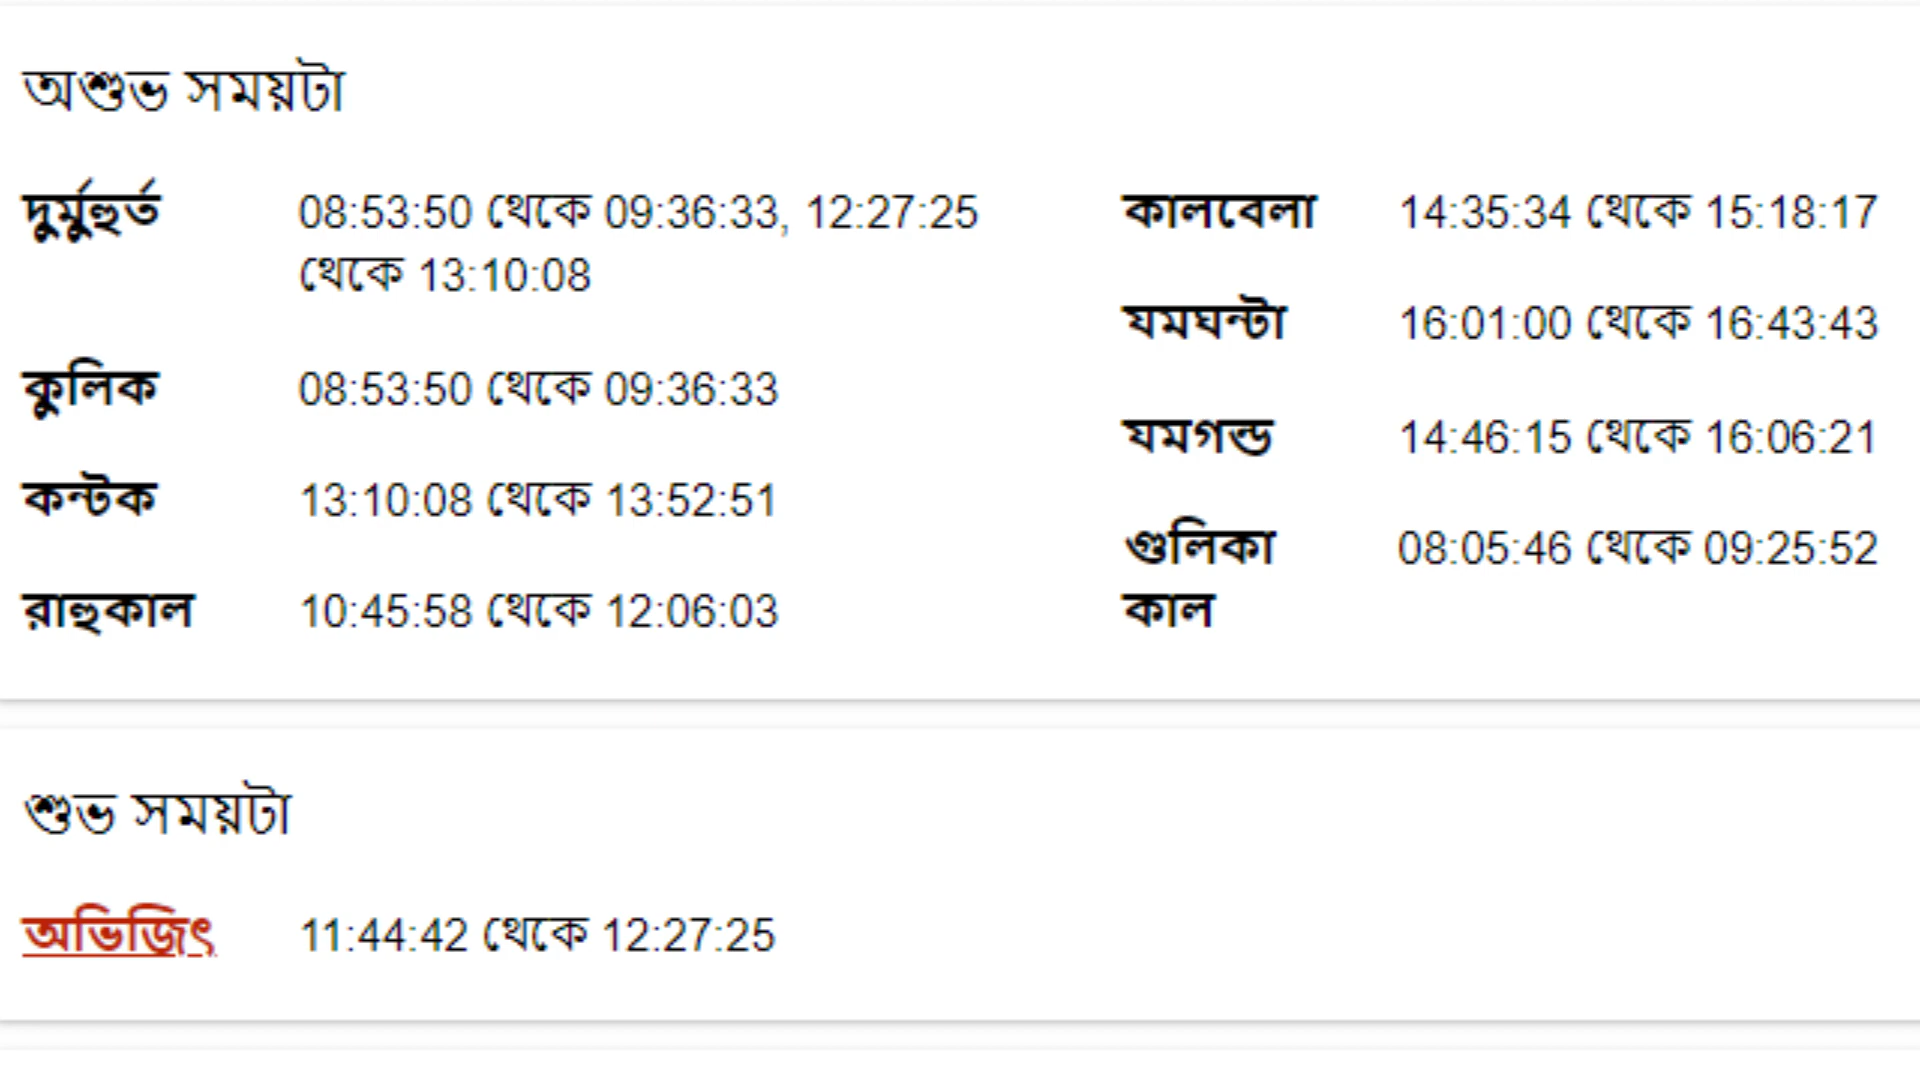 অশুভ সময়টা
দুর্মুহুর্ত 08:53:50 থেকে 09:36:33, 12:27:25
থেকে 13:10:08
কুলিক 08:53:50 থেকে 09:36:33
কন্টক 13:10:08 থেকে 13:52:51
রাহুকাল 10:45:58 থেকে 12:06:03
কালবেলা 14:35:34 থেকে 15:18:17
যমঘন্টা 16:01:00 থেকে 16:43:43
যমগন্ড 14:46:15 থেকে 16:06:21
গুলিকা 08:05:46 থেকে 09:25:52
কাল
শুভ সময়টা
অভিজিৎ 11:44:42 থেকে 12:27:25